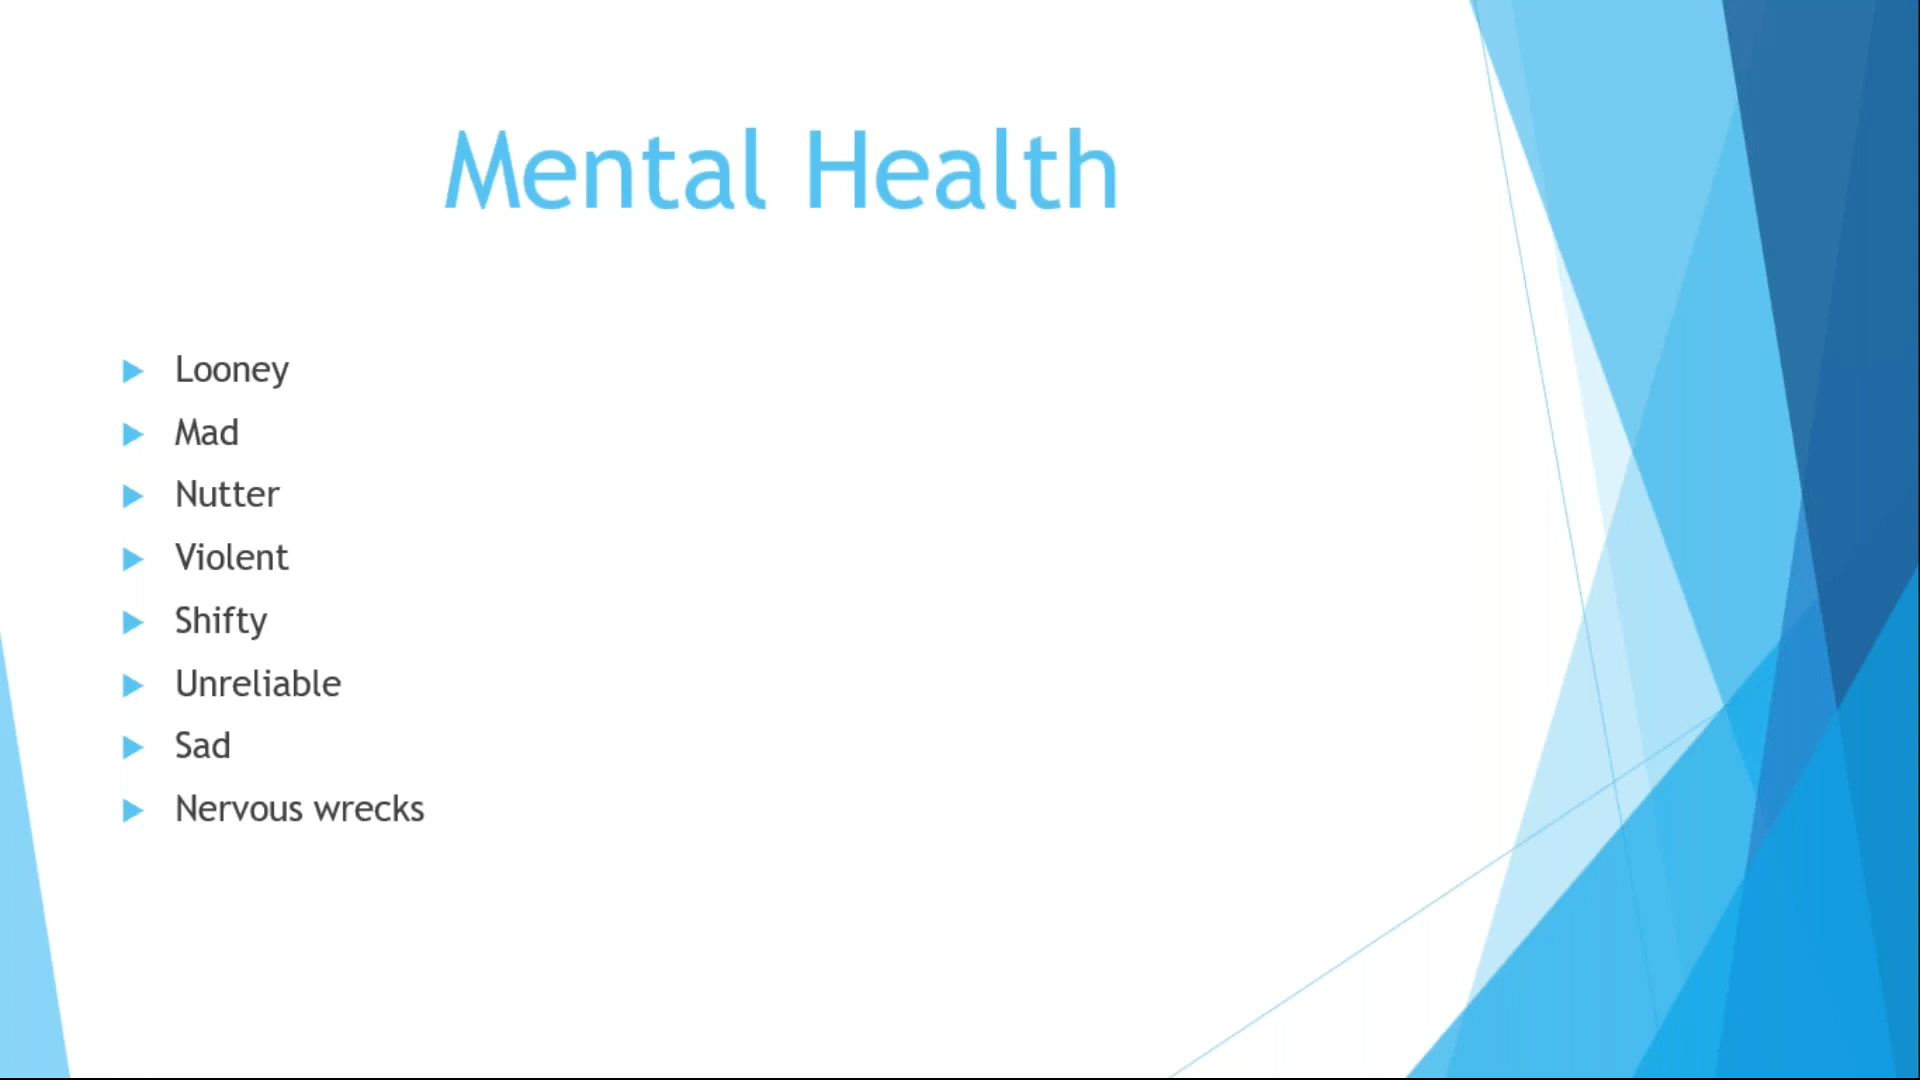 Mental Health
Looney
Mad
Nutter
Violent
Shifty
Unreliable
Sad
Nervous wrecks